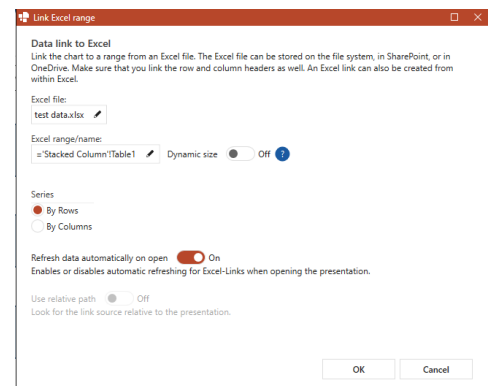 Link Excel range
Data link to Excel
Link the chart to a range from an Excel file. The Excel file can be stored on the file system, in SharePoint, or in
OneDrive. Make sure that you link the row and column headers as well. An Excel link can also be created from
within Excel.
Excel file:
test data.xlsx
Excel range/name:
='Stacked Column'!Table1 Dynamic size Off ?
Series
By Rows
By Columns
Refresh data automatically on open On
Enables or disables automatic refreshing for Excel-Links when opening the presentation.
Use relative path Off
Look for the link source relative to the presentation.
OK Cancel